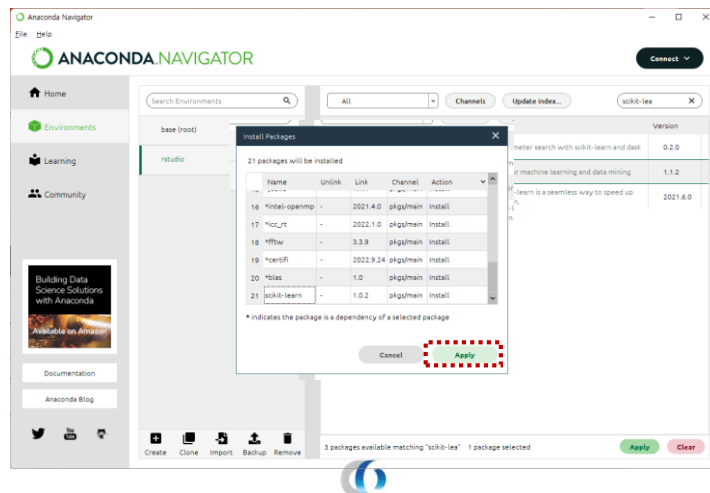 Anaconda Navigator
File Help
ANACONDA.NAVIGATOR
Connect
Home
Environments
Learning
Community
Building Data
Science Solutions
with Anaconda
Available on Amazon
Documentation
Anaconda Blog
You
Tube
Search Environments
base (root)
rstudio
Create Clone Import Backup Remove
All Channels Update index... scikit-lea X
Version
meter search with scikit-learn and dask 0.2.0
r machine learning and data mining 1.1.2
-learn is a seamless way to speed up 2021.6.0
n.
Install Packages X
21 packages will be installed
Name Unlink Link Channel Action
16 *intel-openmp - 2021.4.0 pkgs/main Install
17 *icc_rt - 2022.1.0 pkgs/main Install
18 *fftw - 3.3.9 pkgs/main Install
19 *certifi - 2022.9.24 pkgs/main Install
20 *blas - 1.0 pkgs/main Install
21 scikit-learn - 1.0.2 pkgs/main Install
* indicates the package is a dependency of a selected package
Cancel Apply
3 packages available matching "scikit-lea" 1 package selected Apply Clear